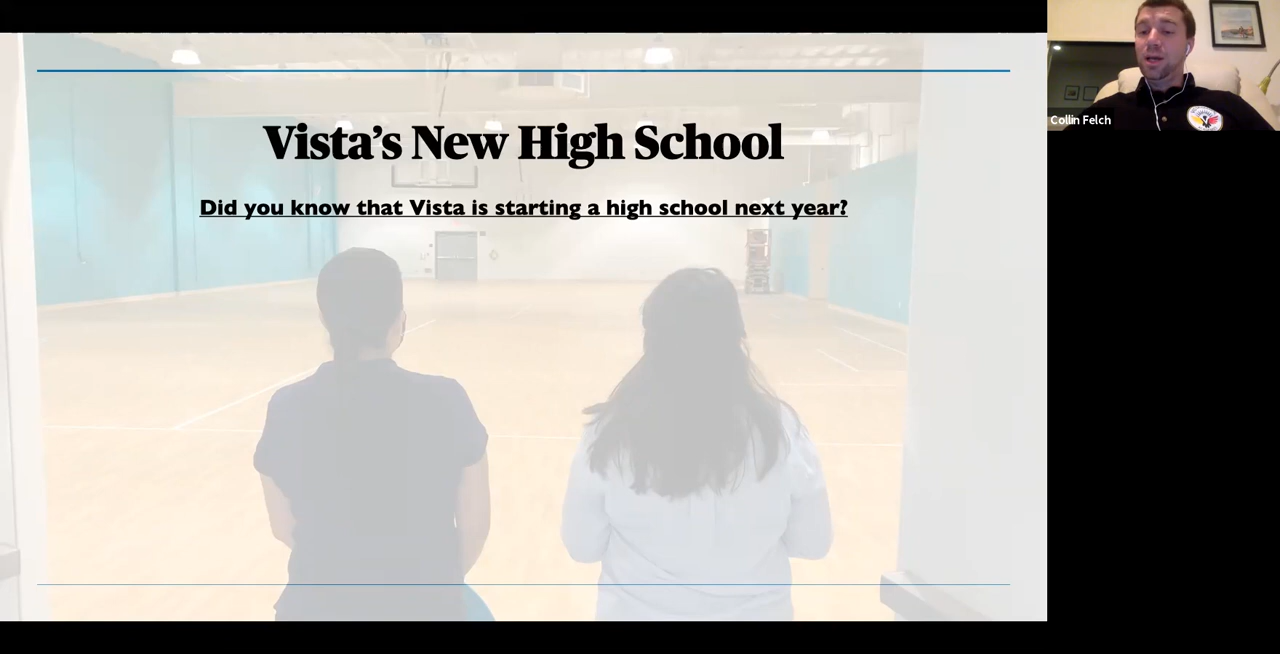 Vista’s New High School
Did you know that Vista is starting a high school next year?
Collin Felch